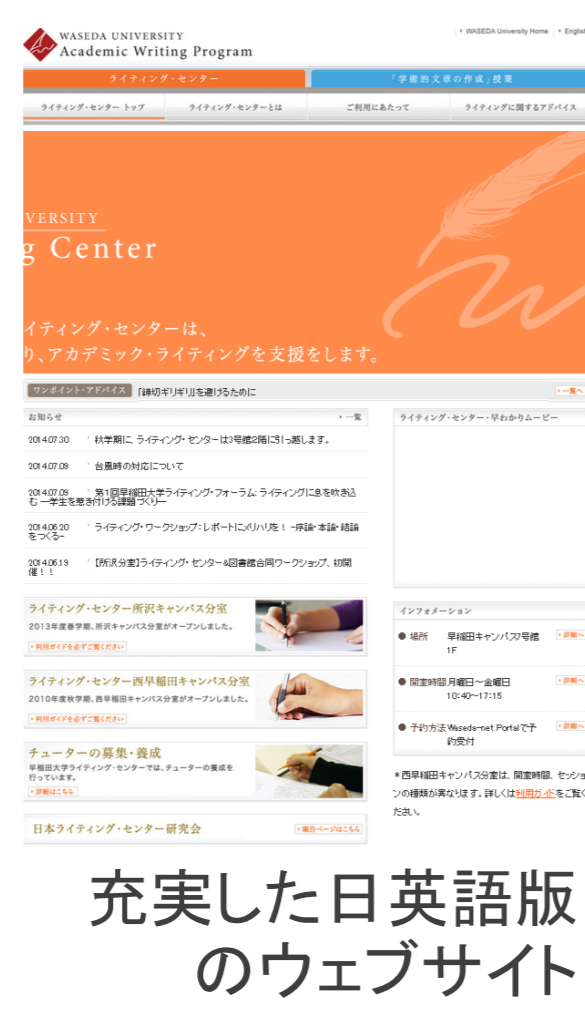 WASEDA UNIVERSITY
Academic Writing Program
WASEDA University Home
English
ライティング・センター
「学術的文章の作成」授業
ライティング・センター トップ
ライティング・センターとは
ご利用にあたって
ライティングに関するアドバイス
VERSITY
g Center
イティング・センターは、
り、アカデミック・ライティングを支援をします。
ワンポイント・アドバイス
「締切ギリギリ」を避けるために
一覧へ
お知らせ
一覧
2014.07.30 秋学期に、ライティング・センターは3号館2階に引っ越します。
2014.07.09 台風時の対応について
2014.07.09 第1回早稲田大学ライティング・フォーラム: ライティングに息を吹き込
む ―学生を惹き付ける課題づくり―
2014.06.20 ライティング・ワークショップ：レポートにメリハリを！ -序論・本論・結論
をつくる-
2014.06.19 【所沢分室】ライティング・センター&図書館合同ワークショップ、初開
催！！
ライティング・センター・早わかりムービー
ライティング・センター所沢キャンパス分室
2013年度春学期、所沢キャンパス分室がオープンしました。
利用ガイドを必ずご覧ください
ライティング・センター西早稲田キャンパス分室
2010年度秋学期、西早稲田キャンパス分室がオープンしました。
利用ガイドを必ずご覧ください
チューターの募集・養成
早稲田大学ライティング・センターでは、チューターの養成を
行っています。
詳細はこちら
日本ライティング・センター研究会
報告ページはこちら
インフォメーション
場所 早稲田キャンパス7号館
1F
詳細へ
開室時間 月曜日～金曜日
10:40～17:15
詳細へ
予約方法 Waseda-net Portalで予
約受付
詳細へ
＊西早稲田キャンパス分室は、開室時間、セッショ
ンの種類が異なります。詳しくは利用ガイドをご覧く
ださい。
充実した日英語版
のウェブサイト